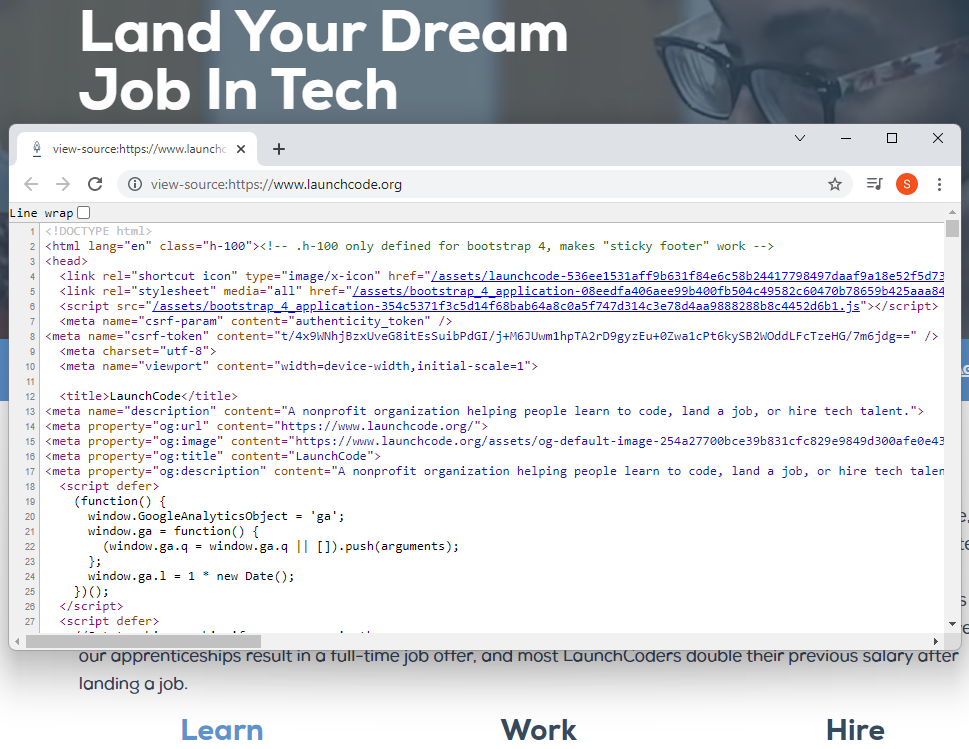 Land Your Dream
Job In Tech
view-source:https://www.launchc
view-source:https://www.launchcode.org
S
Line wrap
1 <!DOCTYPE html>
2 <html lang="en" class="h-100"><!-- .h-100 only defined for bootstrap 4, makes "sticky footer" work -->
3 <head>
4 <link rel="shortcut icon" type="image/x-icon" href="/assets/launchcode-536ee1531aff9b631f84e6c58b24417798497daaf9a18e52f5d73
5 <link rel="stylesheet" media="all" href="/assets/bootstrap_4_application-08eedfa406aee99b400fb504c49582c60470b78659b425aaa84
6 <script src="/assets/bootstrap_4_application-354c5371f3c5d14f68bab64a8c0a5f747d314c3e78d4aa9888288b8c4452d6b1.js"></script>
7 <meta name="csrf-param" content="authenticity_token" />
8 <meta name="csrf-token" content="t/4x9WNhjBzxUveG8itEsSuibPdGI/j+M6JUwm1hpTA2rD9gyzEu+0Zwa1cPt6kySB2WOddLFcTzeHG/7m6jdg==" />
9 <meta charset="utf-8">
10 <meta name="viewport" content="width=device-width,initial-scale=1">
11
12 <title>LaunchCode</title>
13 <meta name="description" content="A nonprofit organization helping people learn to code, land a job, or hire tech talent.">
14 <meta property="og:url" content="https://www.launchcode.org/">
15 <meta property="og:image" content="https://www.launchcode.org/assets/og-default-image-254a27700bce39b831cfc829e9849d300afe0e43
16 <meta property="og:title" content="LaunchCode">
17 <meta property="og:description" content="A nonprofit organization helping people learn to code, land a job, or hire tech talen
18 <script defer>
19 (function() {
20 window.GoogleAnalyticsObject = 'ga';
21 window.ga = function() {
22 (window.ga.q = window.ga.q || []).push(arguments);
23 };
24 window.ga.l = 1 * new Date();
25 })();
26 </script>
27 <script defer>
our apprenticeships result in a full-time job offer, and most LaunchCoders double their previous salary after
landing a job.
Learn
Work
Hire